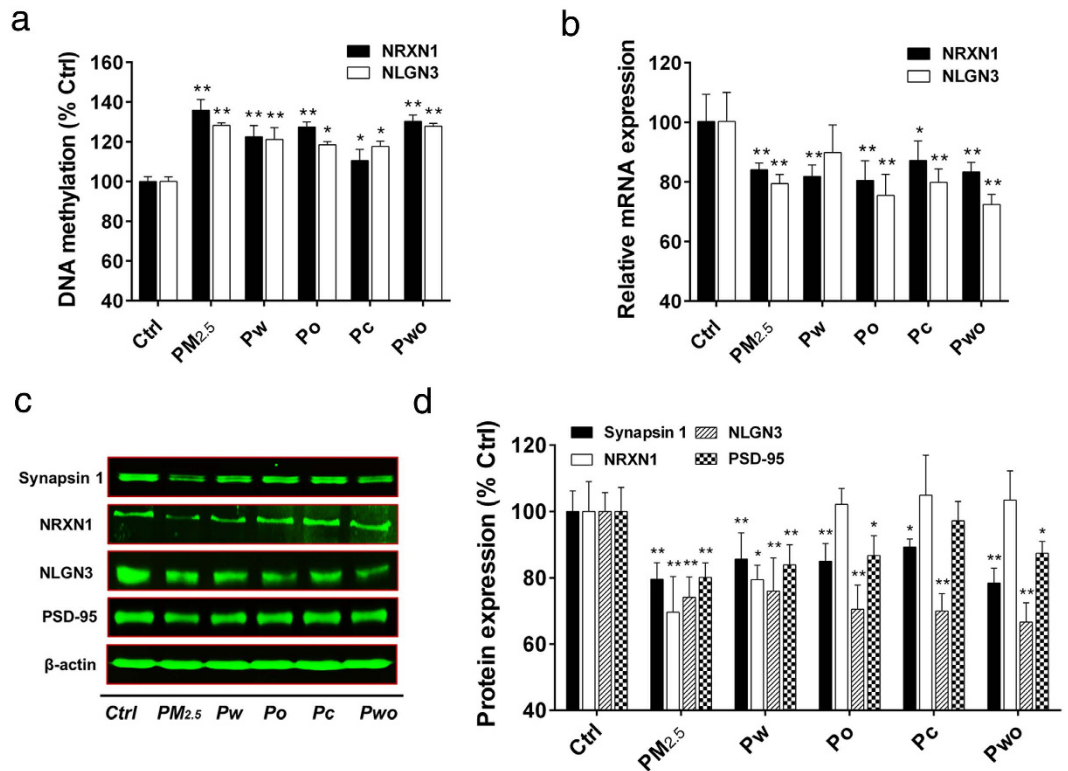 a
NRXN1
NLGN3
DNA methylation (% Ctrl)
160
140
120
100
80
60
40
** ** ** ** ** * * * ** **
Ctrl PM2.5 Pw Po Pc Pwo
b
NRXN1
NLGN3
Relative mRNA expression
120
100
80
60
40
** ** ** ** ** * ** ** **
Ctrl PM2.5 Pw Po Pc Pwo
c
Synapsin 1
NRXN1
NLGN3
PSD-95
β-actin
Ctrl PM2.5 Pw Po Pc Pwo
d
Synapsin 1 NLGN3
NRXN1 PSD-95
Protein expression (% Ctrl)
120
100
80
60
40
** ** ** ** ** * ** ** ** ** * * ** ** ** *
Ctrl PM2.5 Pw Po Pc Pwo